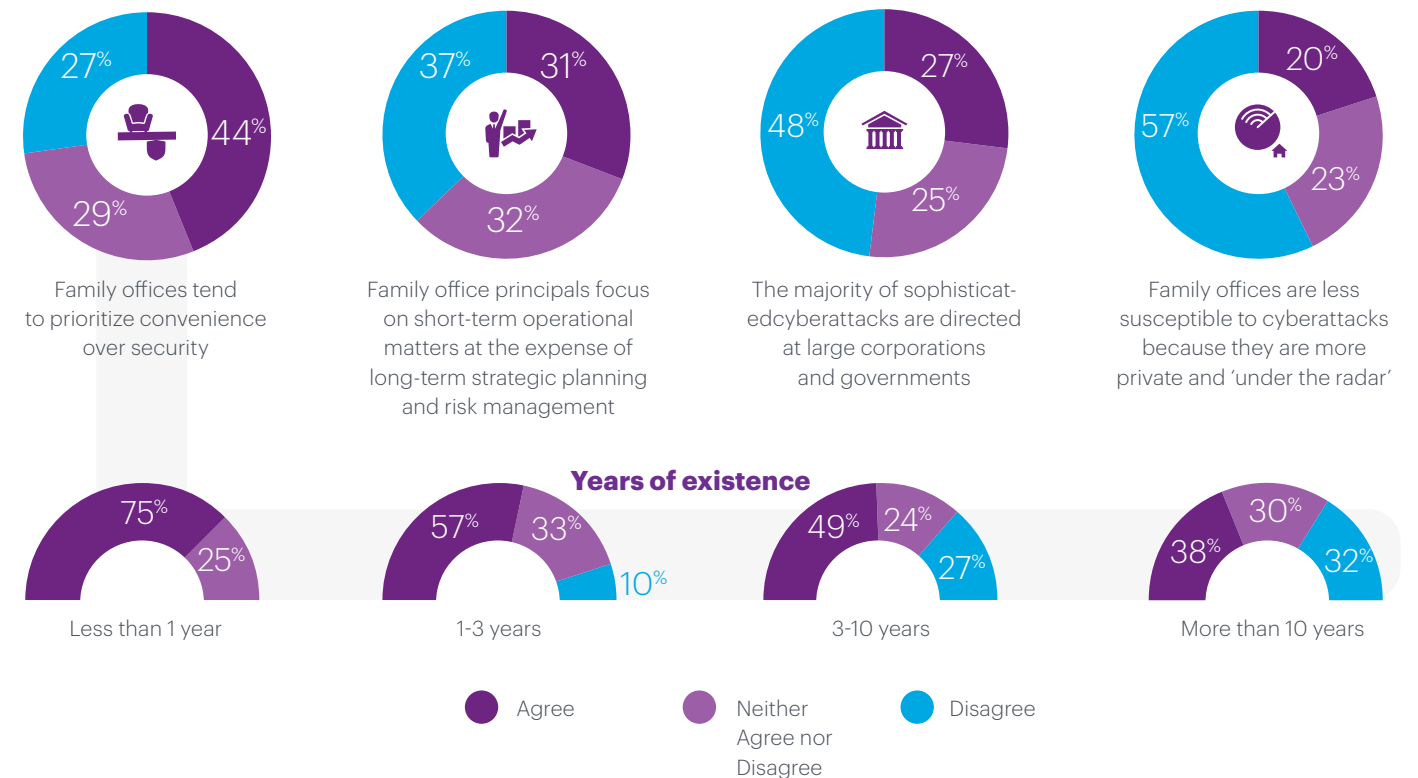 27%
44%
29%
37%
31%
32%
27%
48%
25%
20%
57%
23%
Family offices tend
to prioritize convenience
over security
Family office principals focus
on short-term operational
matters at the expense of
long-term strategic planning
and risk management
The majority of sophisticat-
edcyberattacks are directed
at large corporations
and governments
Family offices are less
susceptible to cyberattacks
because they are more
private and ‘under the radar’
Years of existence
75%
25%
57%
33%
10%
49%
24%
27%
38%
30%
32%
Less than 1 year
1-3 years
3-10 years
More than 10 years
Agree
Neither
Agree nor
Disagree
Disagree